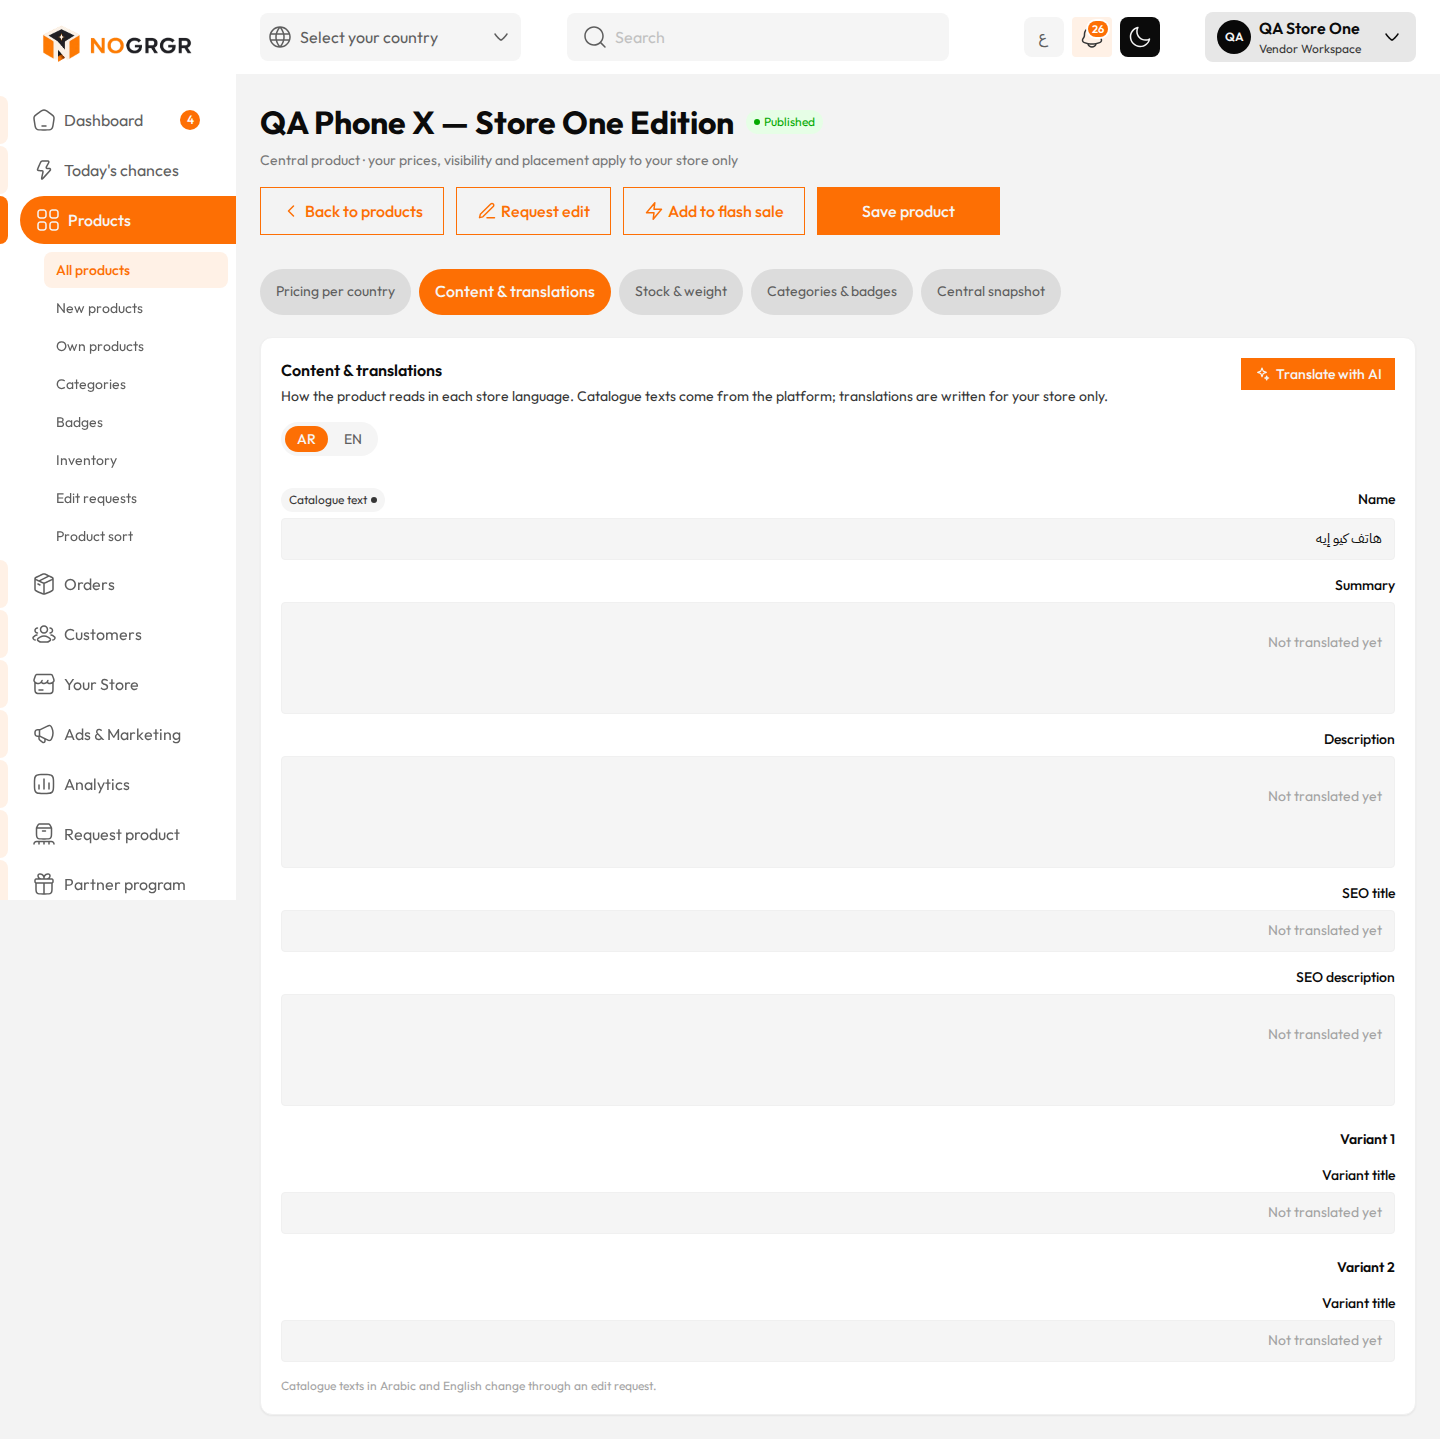 NOGRGR
Select your country
Search
ع
26
QA
QA Store One
Vendor Workspace
Dashboard
4
Today's chances
Products
All products
New products
Own products
Categories
Badges
Inventory
Edit requests
Product sort
Orders
Customers
Your Store
Ads & Marketing
Analytics
Request product
Partner program
QA Phone X — Store One Edition
Published
Central product · your prices, visibility and placement apply to your store only
Back to products
Request edit
Add to flash sale
Save product
Pricing per country
Content & translations
Stock & weight
Categories & badges
Central snapshot
Content & translations
How the product reads in each store language. Catalogue texts come from the platform; translations are written for your store only.
Translate with AI
AR
EN
Name
Catalogue text
هاتف كيو إيه
Summary
Not translated yet
Description
Not translated yet
SEO title
Not translated yet
SEO description
Not translated yet
Variant 1
Variant title
Not translated yet
Variant 2
Variant title
Not translated yet
Catalogue texts in Arabic and English change through an edit request.